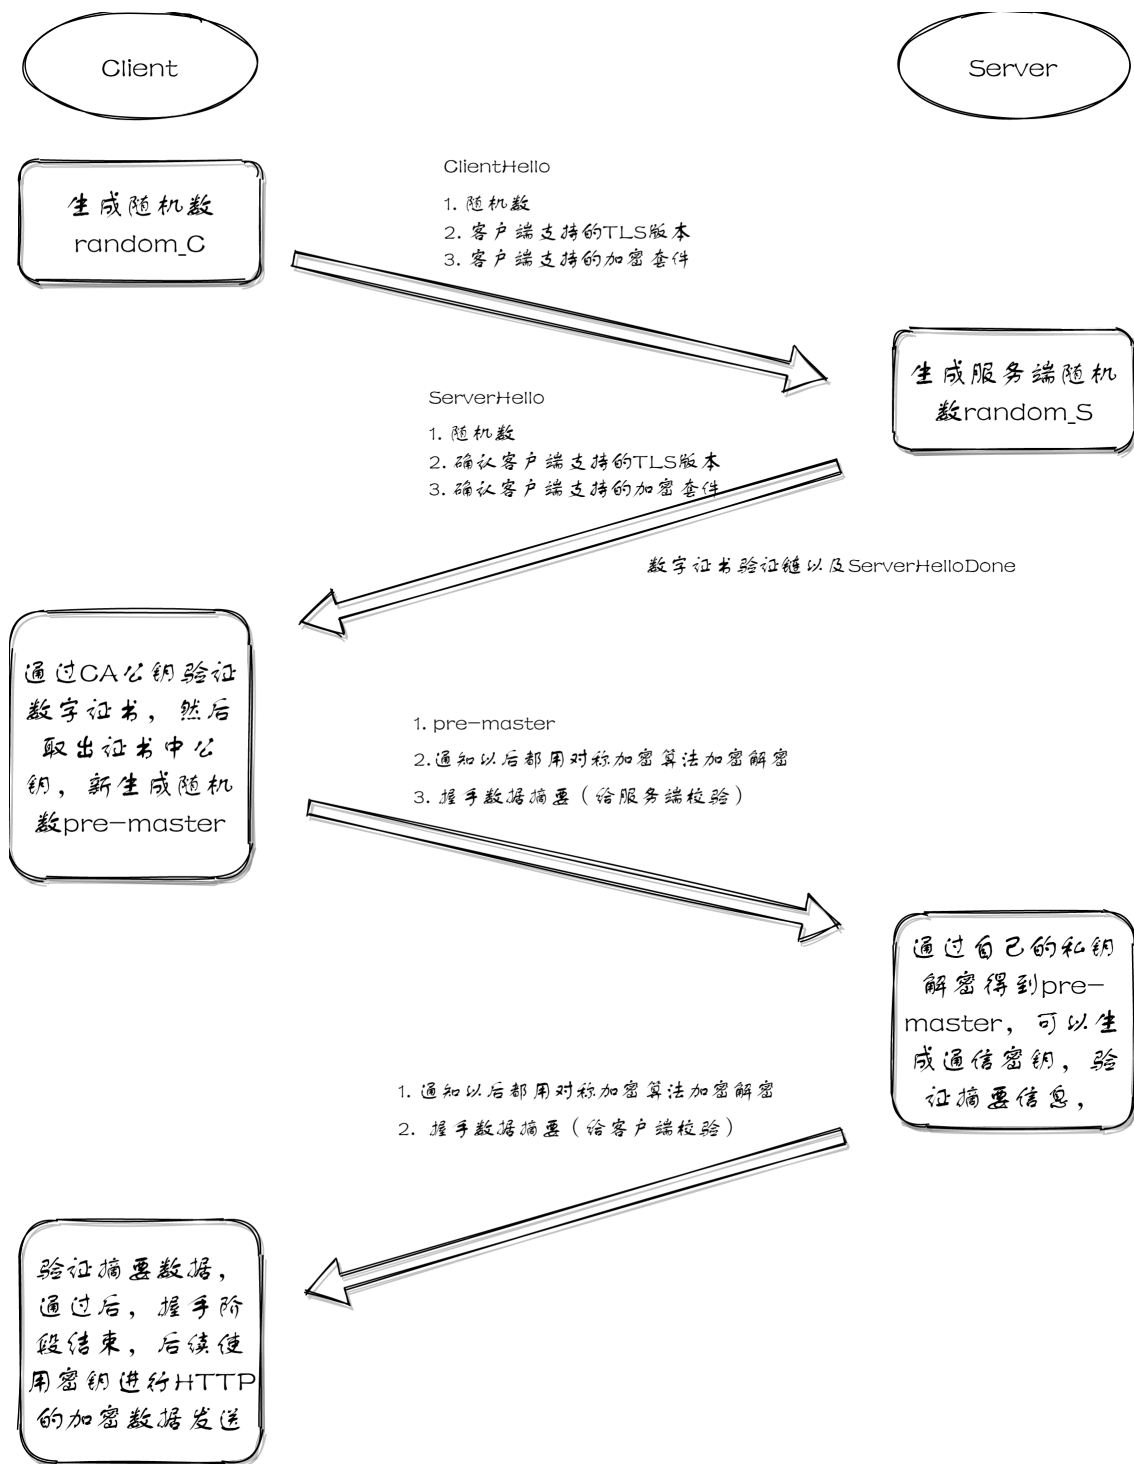 Client
Server
生成随机数
random_C
ClientHello
1. 随机数
2. 客户端支持的TLS版本
3. 客户端支持的加密套件
生成服务端随机
数random_S
ServerHello
1. 随机数
2. 确认客户端支持的TLS版本
3. 确认客户端支持的加密套件
数字证书验证链以及ServerHelloDone
通过CA公钥验证
数字证书，然后
取出证书中公
钥，新生成随机
数pre-master
1. pre-master
2.通知以后都用对称加密算法加密解密
3. 握手数据摘要（给服务端校验）
通过自己的私钥
解密得到pre-
master，可以生
成通信密钥，验
证摘要信息，
1. 通知以后都用对称加密算法加密解密
2. 握手数据摘要（给客户端校验）
验证摘要数据，
通过后，握手阶
段结束，后续使
用密钥进行HTTP
的加密数据发送